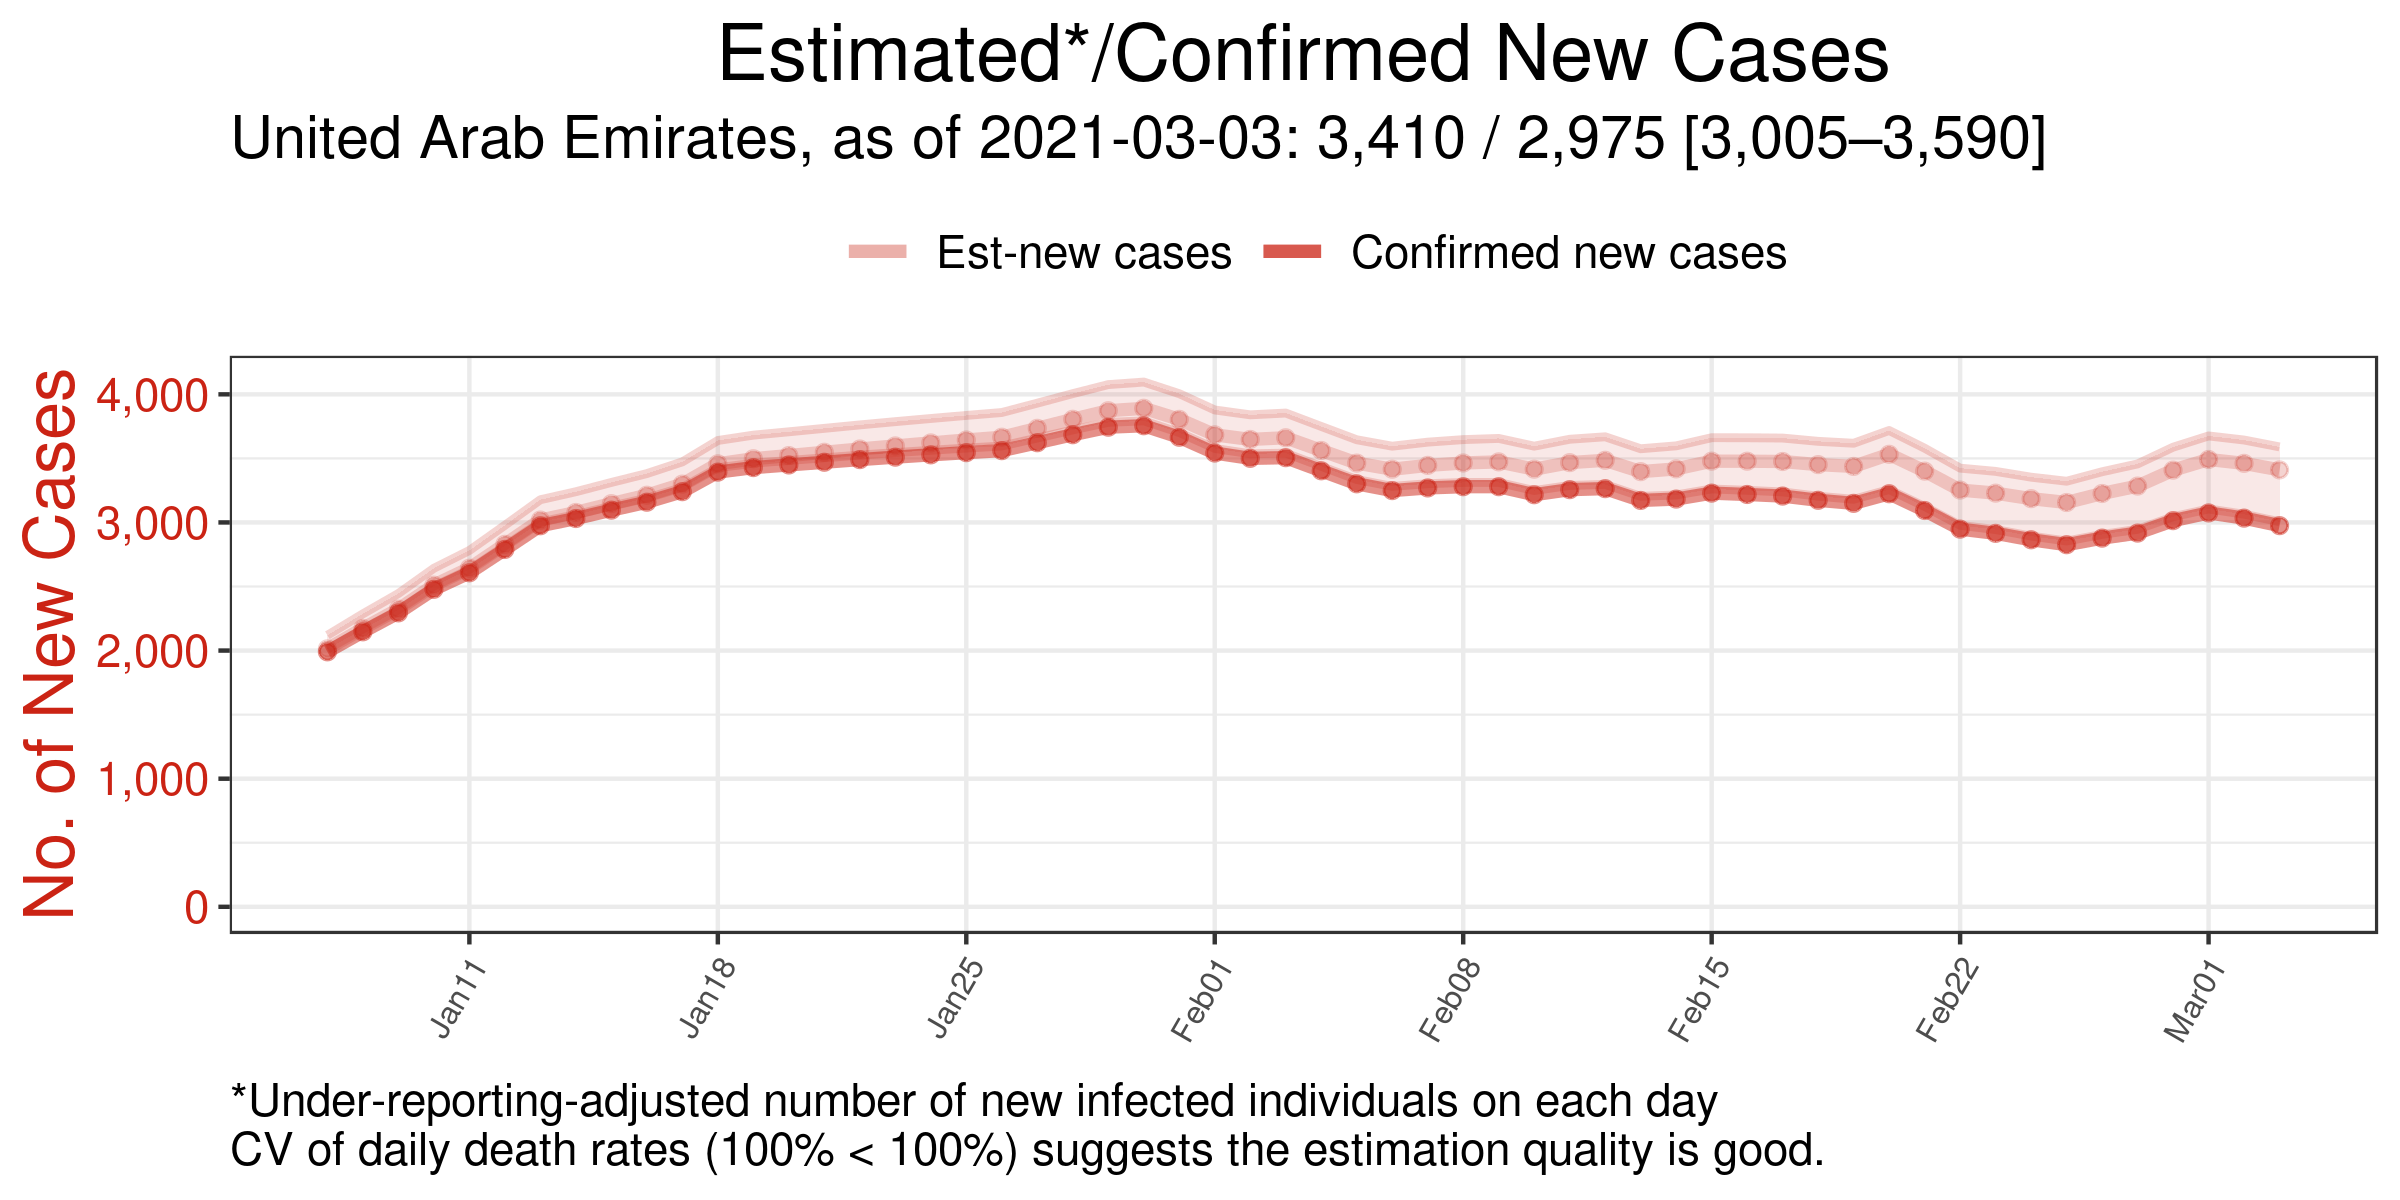 Estimated*/Confirmed New Cases
United Arab Emirates, as of 2021-03-03: 3,410 / 2,975 [3,005–3,590]
Est-new cases
Confirmed new cases
No. of New Cases
4,000
3,000
2,000
1,000
0
Jan11
Jan18
Jan25
Feb01
Feb08
Feb15
Feb22
Mar01
*Under-reporting-adjusted number of new infected individuals on each day
CV of daily death rates (100% < 100%) suggests the estimation quality is good.